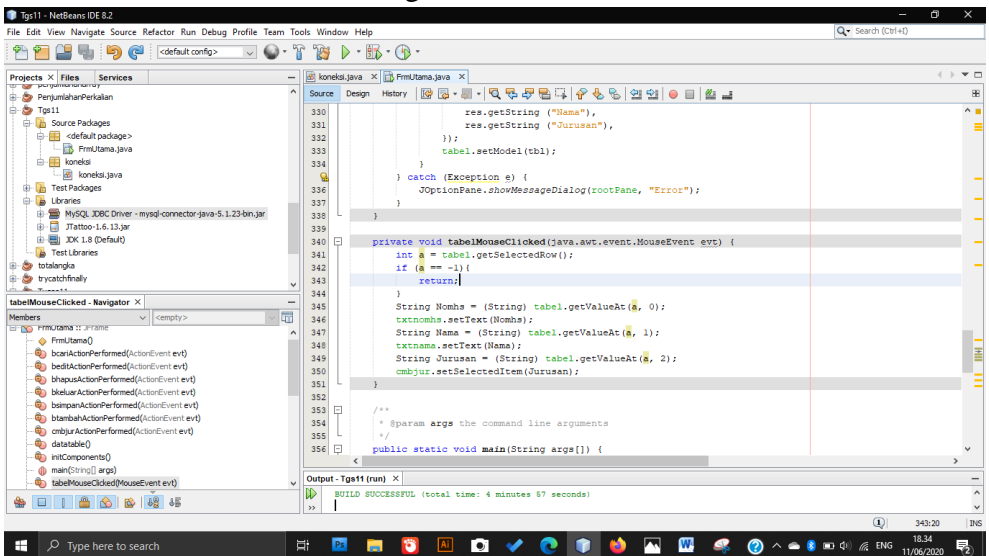 Tgs11 - NetBeans IDE 8.2
File Edit View Navigate Source Refactor Run Debug Profile Team Tools Window Help
Search (Ctrl+I)
<default config>
Projects × Files Services
PenjumlahanPerkalian
Tgs11
Source Packages
<default package>
FrmUtama.java
koneksi
koneksi.java
Test Packages
Libraries
MySQL JDBC Driver - mysql-connector-java-5.1.23-bin.jar
JTattoo-1.6.13.jar
JDK 1.8 (Default)
Test Libraries
totalangka
trycatchfinally
tabelMouseClicked - Navigator ×
Members <empty>
FrmUtama :: JFrame
FrmUtama()
bcariActionPerformed(ActionEvent evt)
beditActionPerformed(ActionEvent evt)
bhapusActionPerformed(ActionEvent evt)
bkeluarActionPerformed(ActionEvent evt)
bsimpanActionPerformed(ActionEvent evt)
btambahActionPerformed(ActionEvent evt)
cmbjurActionPerformed(ActionEvent evt)
datatable()
initComponents()
main(String[] args)
tabelMouseClicked(MouseEvent evt)
koneksi.java × FrmUtama.java ×
Source Design History
330 res.getString ("Nama"),
331 res.getString ("Jurusan"),
332 });
333 tabel.setModel(tbl);
334 }
} catch (Exception e) {
336 JOptionPane.showMessageDialog(rootPane, "Error");
337 }
338 }
339
340 private void tabelMouseClicked(java.awt.event.MouseEvent evt) {
341 int a = tabel.getSelectedRow();
342 if (a == -1){
343 return;
344 }
345 String Nomhs = (String) tabel.getValueAt(a, 0);
346 txtnomhs.setText(Nomhs);
347 String Nama = (String) tabel.getValueAt(a, 1);
348 txtnama.setText(Nama);
349 String Jurusan = (String) tabel.getValueAt(a, 2);
350 cmbjur.setSelectedItem(Jurusan);
351 }
352
353 /**
354 * @param args the command line arguments
355 */
356 public static void main(String args[]) {
Output - Tgs11 (run) ×
BUILD SUCCESSFUL (total time: 4 minutes 57 seconds)
1 343:20 INS
Type here to search
Ps
Ai
W
ENG
18.34
11/06/2020
2